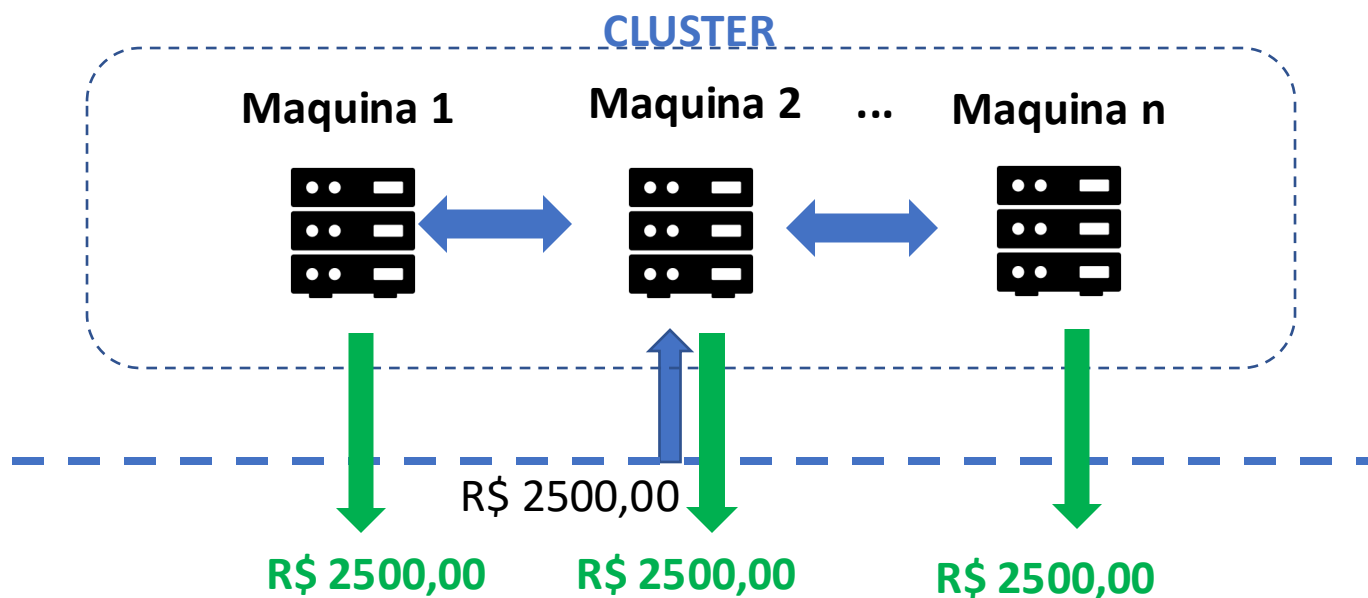 CLUSTER
Maquina 1
Maquina 2
...
Maquina n
R$ 2500,00
R$ 2500,00
R$ 2500,00
R$ 2500,00